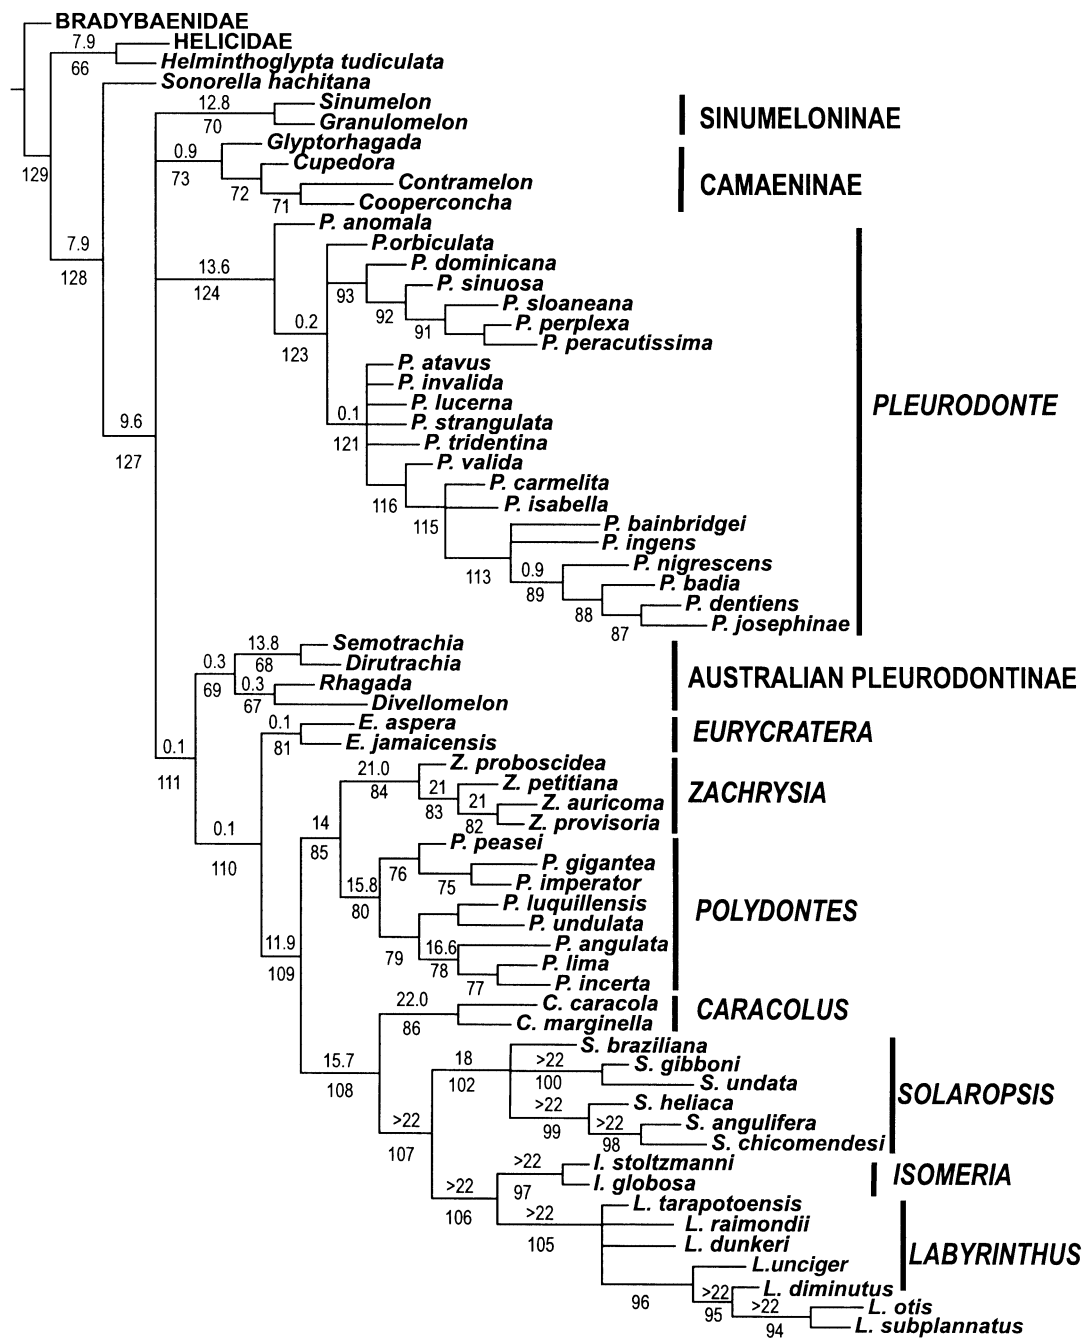 BRADYBAENIDAE
7.9
HELICIDAE
66
Helminthoglypta tudiculata
Sonorella hachitana
12.8
Sinumelon
70
Granulomelon
SINUMELONINAE
Glyptorhagada
0.9
Cupedora
129
73
72
Contramelon
CAMAENINAE
71
Cooperconcha
P. anomala
7.9
P.orbiculata
128
13.6
P. dominicana
124
93
P. sinuosa
92
P. sloaneana
0.2
91
P. perplexa
123
P. peracutissima
P. atavus
P. invalida
P. lucerna
PLEURODONTE
9.6
0.1
P. strangulata
127
121
P. tridentina
P. valida
P. carmelita
116
P. isabella
115
P. bainbridgei
P. ingens
113
0.9
P. nigrescens
89
P. badia
88
P. dentiens
87
P. josephinae
13.8
Semotrachia
0.3
68
Dirutrachia
69
0.3
Rhagada
AUSTRALIAN PLEURODONTINAE
67
Divellomelon
0.1
E. aspera
EURYCRATERA
0.1
81
E. jamaicensis
111
21.0
Z. proboscidea
84
21
Z. petitiana
ZACHRYSIA
83
21
Z. auricoma
0.1
14
82
Z. provisoria
110
85
P. peasei
76
P. gigantea
15.8
75
P. imperator
80
P. luquillensis
POLYDONTES
P. undulata
11.9
79
16.6
P. angulata
109
78
P. lima
77
P. incerta
22.0
C. caracola
CARACOLUS
86
C. marginella
15.7
18
S. braziliana
108
102
>22
S. gibboni
100
S. undata
SOLAROPSIS
>22
>22
S. heliaca
107
99
>22
S. angulifera
98
S. chicomendesi
>22
I. stoltzmanni
ISOMERIA
>22
97
I. globosa
106
>22
L. tarapotoensis
105
L. raimondii
L. dunkeri
LABYRINTHUS
L.unciger
96
>22
L. diminutus
95
>22
L. otis
94
L. subplannatus